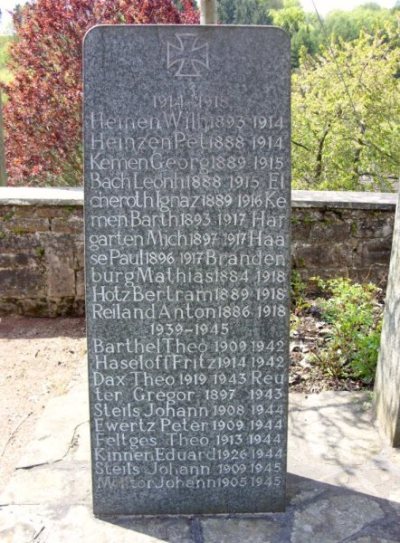 1914-1918
Heinen Wilh 1893 1914
Heinzen Pet 1888 1914
Kemen Georg 1889 1915
Bach Leonh 1888 1915 Ei
cheroth Ignaz 1889 1916 Ke
men Barth 1893 1917 Har
garten Mich 1897 1917 Haa
se Paul 1896 1917 Branden
burg Mathias 1884 1918
Hotz Bertram 1889 1918
Reiland Anton 1886 1918
1939-1945
Barthel Theo 1909 1942
Haseloff Fritz 1914 1942
Dax Theo 1919 1943 Reu
ter Gregor 1897 1943
Steils Johann 1908 1944
Ewertz Peter 1909 1944
Feltges Theo 1913 1944
Kinnen Eduard 1926 1944
Steils Johann 1909 1945
Johann 1905 1945